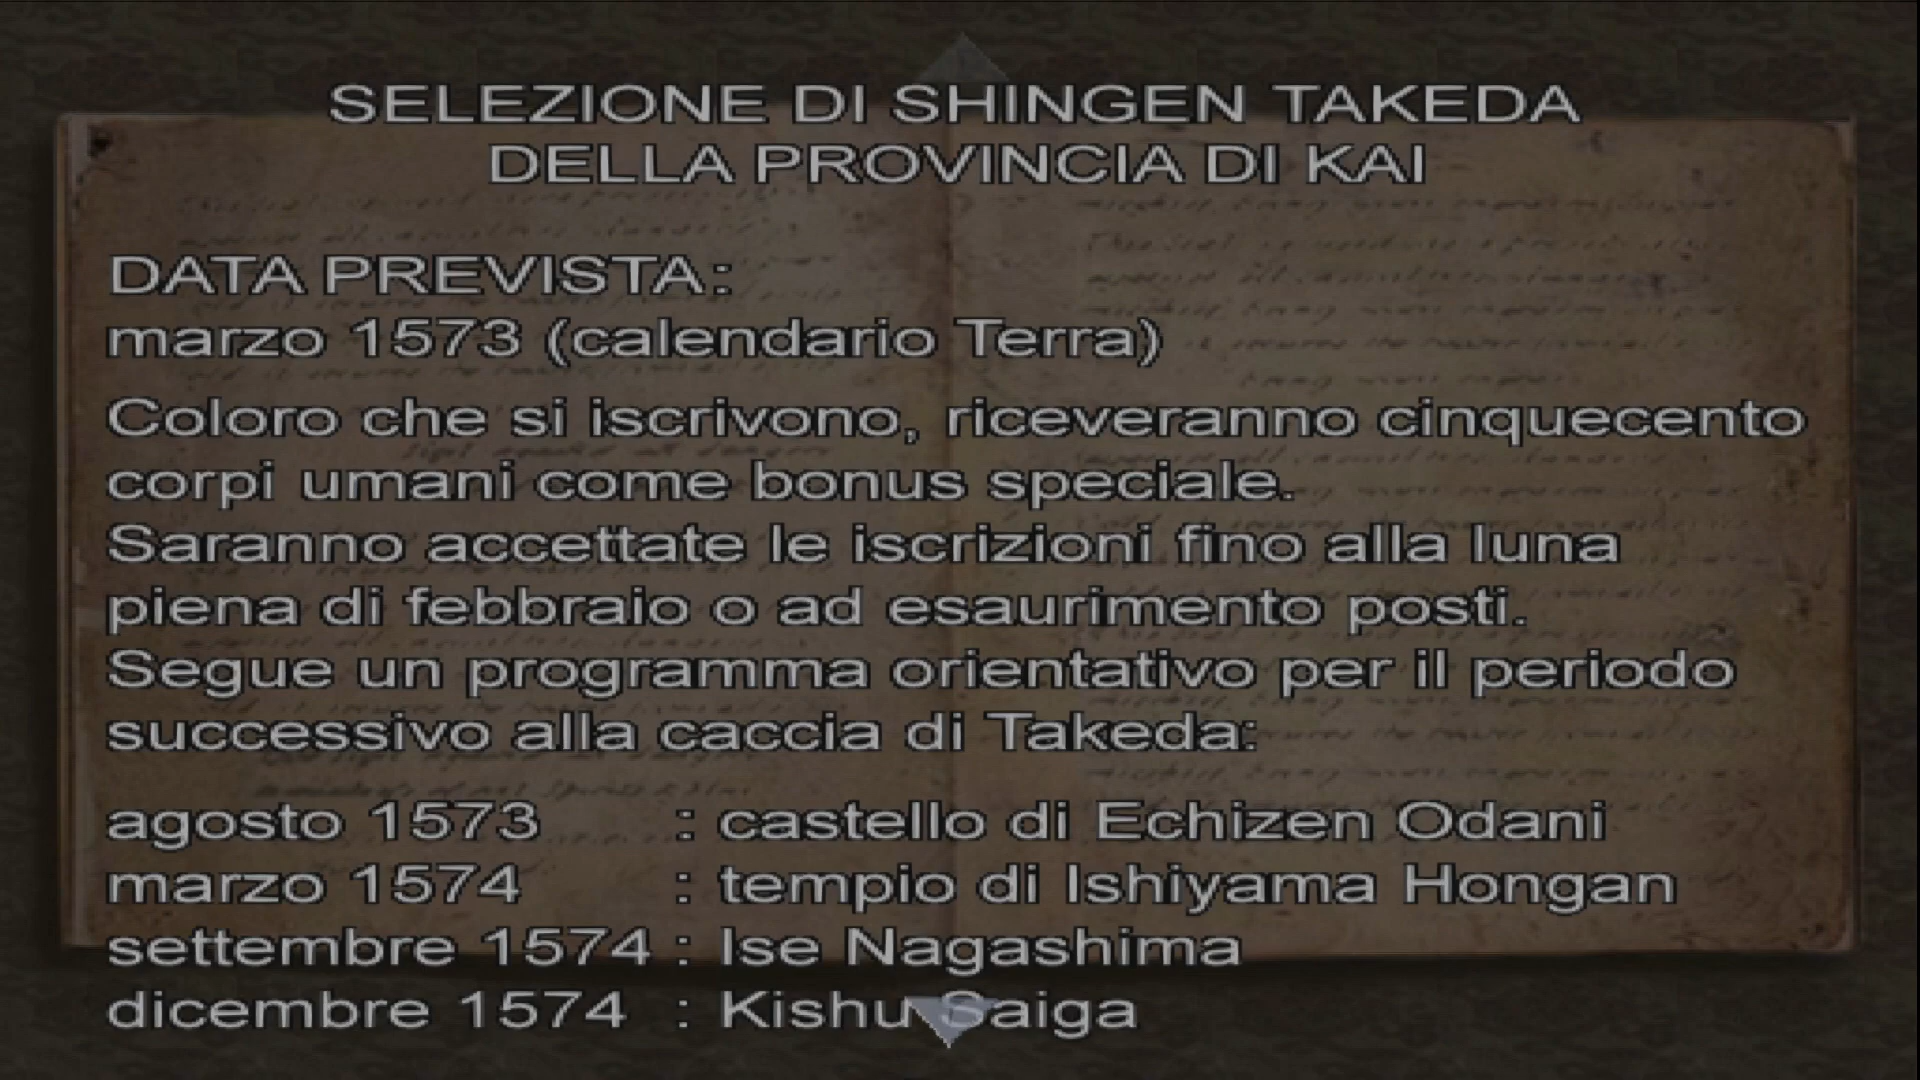 SELEZIONE DI SHINGEN TAKEDA
DELLA PROVINCIA DI KAI
DATA PREVISTA:
marzo 1573 (calendario Terra)
Coloro che si iscrivono, riceveranno cinquecento
corpi umani come bonus speciale.
Saranno accettate le iscrizioni fino alla luna
piena di febbraio o ad esaurimento posti.
Segue un programma orientativo per il periodo
successivo alla caccia di Takeda:
agosto 1573 : castello di Echizen Odani
marzo 1574 : tempio di Ishiyama Hongan
settembre 1574 : Ise Nagashima
dicembre 1574 : Kishu Saiga